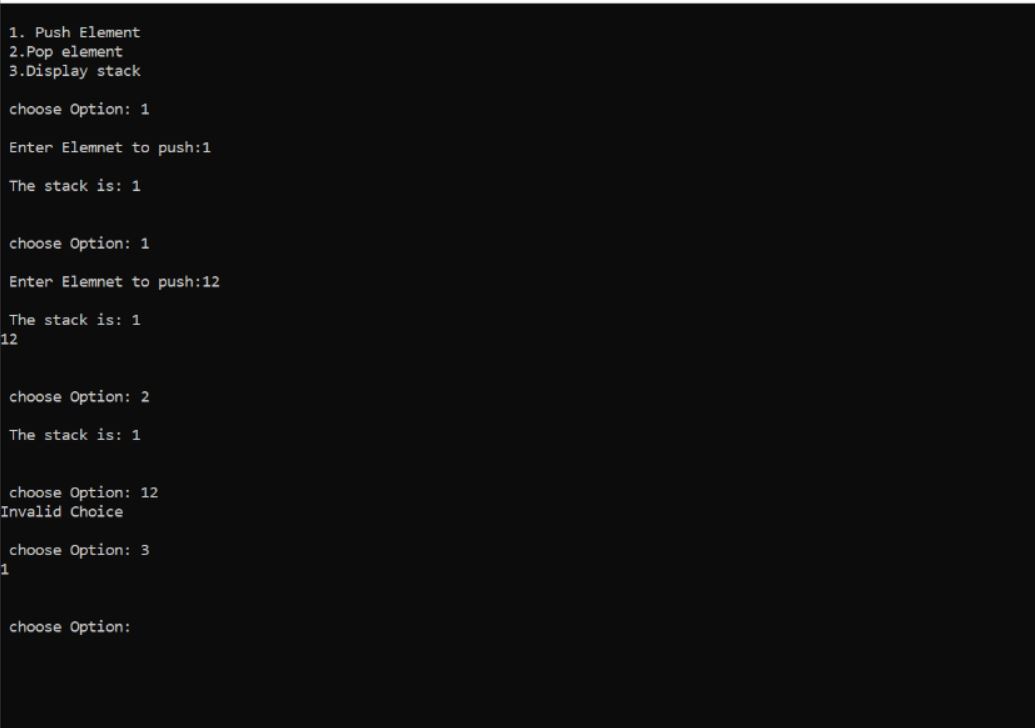 1. Push Element
2.Pop element
3.Display stack
choose Option: 1
Enter Elemnet to push:1
The stack is: 1
choose Option: 1
Enter Elemnet to push:12
The stack is: 1
12
choose Option: 2
The stack is: 1
choose Option: 12
Invalid Choice
choose Option: 3
1
choose Option: